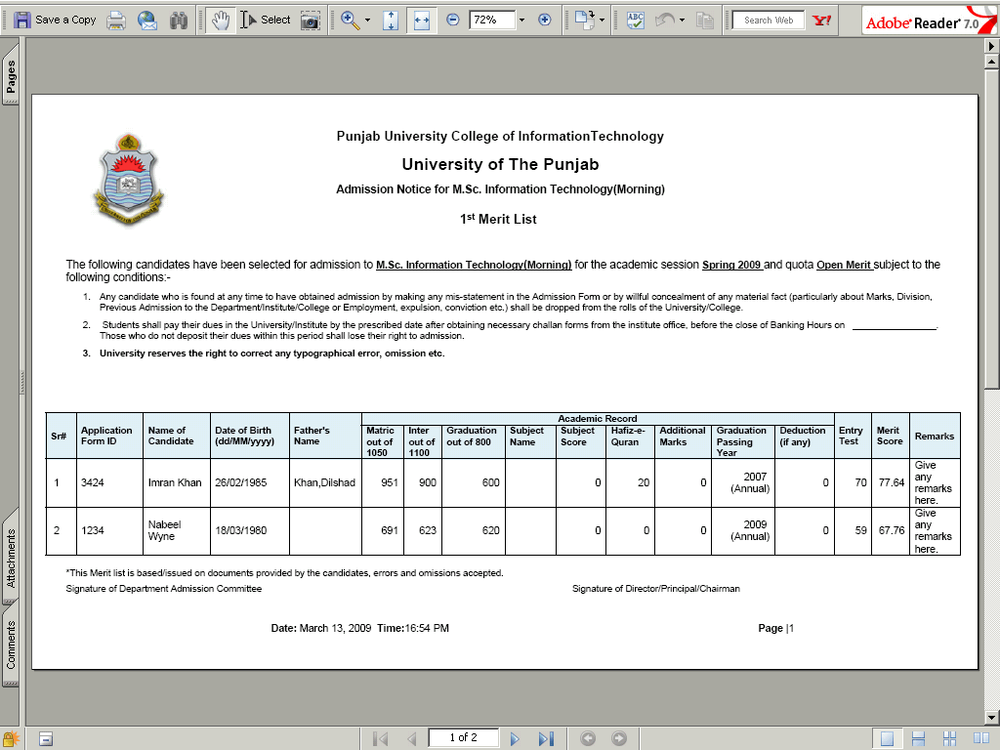 Save a Copy Select 72% Search Web Y! Adobe® Reader® 7.0
Pages
Punjab University College of InformationTechnology
University of The Punjab
Admission Notice for M.Sc. Information Technology(Morning)
1st Merit List
The following candidates have been selected for admission to M.Sc. Information Technology(Morning) for the academic session Spring 2009 and quota Open Merit subject to the
following conditions:-
1. Any candidate who is found at any time to have obtained admission by making any mis-statement in the Admission Form or by willful concealment of any material fact (particularly about Marks, Division,
Previous Admission to the Department/Institute/College or Employment, expulsion, conviction etc.) shall be dropped from the rolls of the University/College.
2. Students shall pay their dues in the University/Institute by the prescribed date after obtaining necessary challan forms from the institute office, before the close of Banking Hours on ________________.
Those who do not deposit their dues within this period shall lose their right to admission.
3. University reserves the right to correct any typographical error, omission etc.
Academic Record
Sr# Application Form ID Name of Candidate Date of Birth (dd/MM/yyyy) Father's Name Matric out of 1050 Inter out of 1100 Graduation out of 800 Subject Name Subject Score Hafiz-e-Quran Additional Marks Graduation Passing Year Deduction (if any) Entry Test Merit Score Remarks
1 3424 Imran Khan 26/02/1985 Khan,Dilshad 951 900 600 0 20 0 2007 (Annual) 0 70 77.64 Give any remarks here.
2 1234 Nabeel Wyne 18/03/1980 691 623 620 0 0 0 2009 (Annual) 0 59 67.76 Give any remarks here.
*This Merit list is based/issued on documents provided by the candidates, errors and omissions accepted.
Signature of Department Admission Committee Signature of Director/Principal/Chairman
Date: March 13, 2009 Time:16:54 PM Page |1
Attachments
Comments
1 of 2